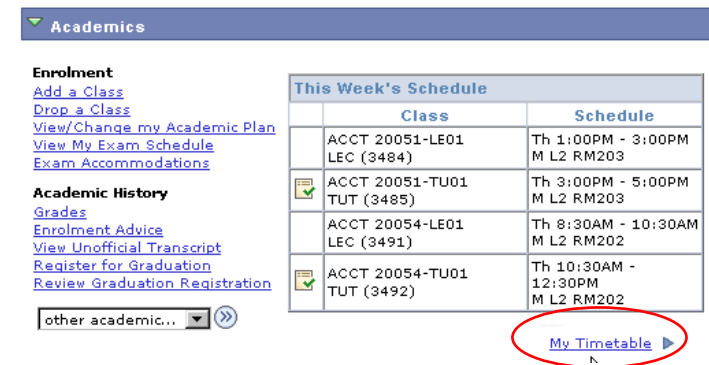 Academics
Enrolment
Add a Class
Drop a Class
View/Change my Academic Plan
View My Exam Schedule
Exam Accommodations
Academic History
Grades
Enrolment Advice
View Unofficial Transcript
Register for Graduation
Review Graduation Registration
other academic...
This Week's Schedule
Class Schedule
ACCT 20051-LE01 Th 1:00PM - 3:00PM
LEC (3484) M L2 RM203
ACCT 20051-TU01 Th 3:00PM - 5:00PM
TUT (3485) M L2 RM203
ACCT 20054-LE01 Th 8:30AM - 10:30AM
LEC (3491) M L2 RM202
ACCT 20054-TU01 Th 10:30AM -
TUT (3492) 12:30PM
M L2 RM202
My Timetable